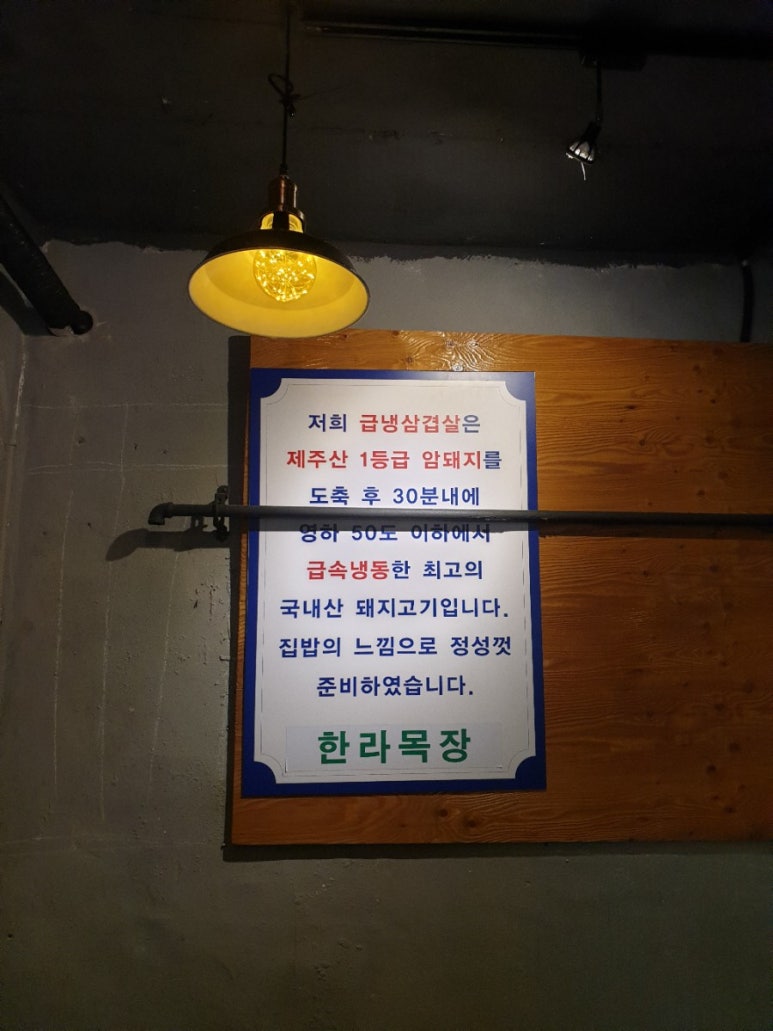 저희 급냉삼겹살은
제주산 1등급 암돼지를
도축 후 30분내에
영하 50도 이하에서
급속냉동한 최고의
국내산 돼지고기입니다.
집밥의 느낌으로 정성껏
준비하였습니다.
한라목장